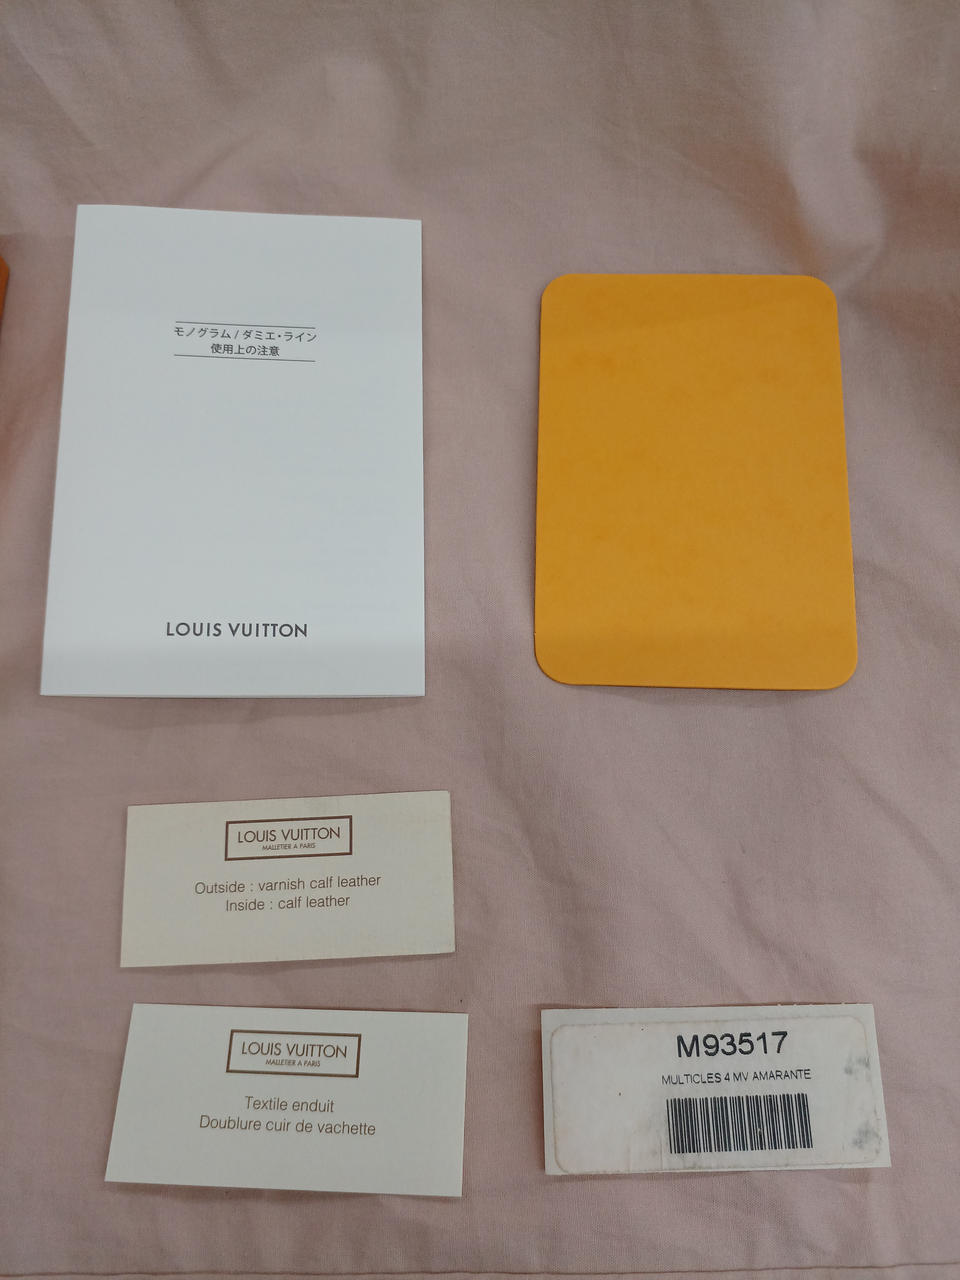 モノグラム / ダミエ・ライン
使用上の注意
LOUIS VUITTON
LOUIS VUITTON
MALLETIER A PARIS
Outside : varnish calf leather
Inside : calf leather
LOUIS VUITTON
MALLETIER A PARIS
Textile enduit
Doublure cuir de vachette
M93517
MULTICLES 4 MV AMARANTE